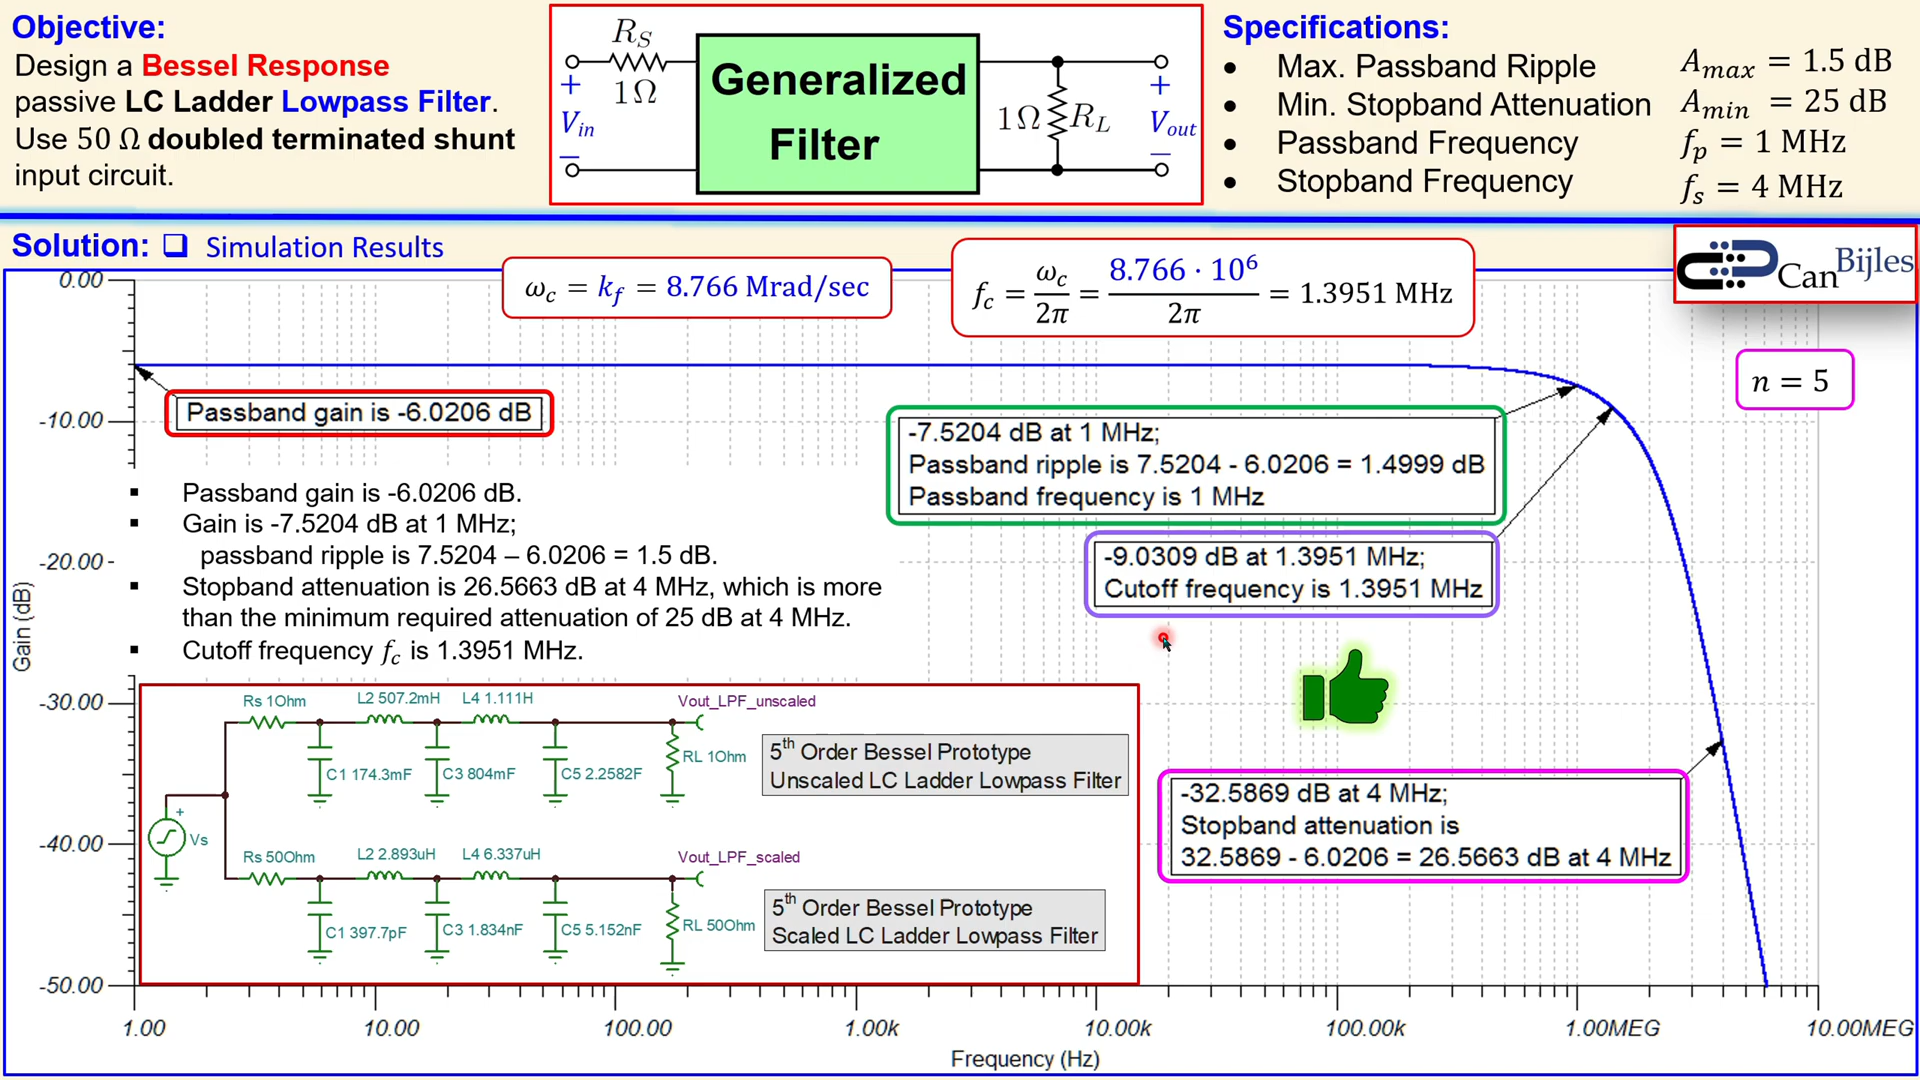 Objective:
Design a Bessel Response
passive LC Ladder Lowpass Filter.
Use 50 Ω doubled terminated shunt
input circuit.
R_S
1Ω
+
V_in
−
Generalized
Filter
1Ω
R_L
+
V_out
−
Specifications:
• Max. Passband Ripple A_max = 1.5 dB
• Min. Stopband Attenuation A_min = 25 dB
• Passband Frequency f_p = 1 MHz
• Stopband Frequency f_s = 4 MHz
Solution: ❑ Simulation Results
ω_c = k_f = 8.766 Mrad/sec
f_c = ω_c/2π = 8.766 · 10⁶/2π = 1.3951 MHz
Can Bijles
n = 5
Passband gain is -6.0206 dB
-7.5204 dB at 1 MHz;
Passband ripple is 7.5204 - 6.0206 = 1.4999 dB
Passband frequency is 1 MHz
-9.0309 dB at 1.3951 MHz;
Cutoff frequency is 1.3951 MHz
▪ Passband gain is -6.0206 dB.
▪ Gain is -7.5204 dB at 1 MHz;
passband ripple is 7.5204 – 6.0206 = 1.5 dB.
▪ Stopband attenuation is 26.5663 dB at 4 MHz, which is more
than the minimum required attenuation of 25 dB at 4 MHz.
▪ Cutoff frequency f_c is 1.3951 MHz.
-32.5869 dB at 4 MHz;
Stopband attenuation is
32.5869 - 6.0206 = 26.5663 dB at 4 MHz
Rs 1Ohm
L2 507.2mH
L4 1.111H
Vout_LPF_unscaled
C1 174.3mF
C3 804mF
C5 2.2582F
RL 1Ohm
5th Order Bessel Prototype
Unscaled LC Ladder Lowpass Filter
+
Vs
Rs 50Ohm
L2 2.893uH
L4 6.337uH
Vout_LPF_scaled
C1 397.7pF
C3 1.834nF
C5 5.152nF
RL 50Ohm
5th Order Bessel Prototype
Scaled LC Ladder Lowpass Filter
Gain (dB)
0.00
-10.00
-20.00
-30.00
-40.00
-50.00
1.00
10.00
100.00
1.00k
10.00k
100.00k
1.00MEG
10.00MEG
Frequency (Hz)